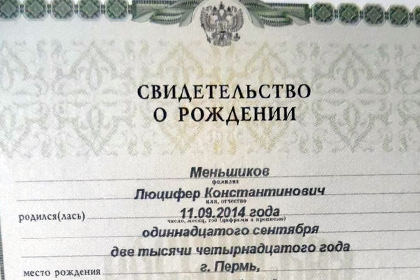 СВИДЕТЕЛЬСТВО
О РОЖДЕНИИ
Меньшиков
фамилия
Люцифер Константинович
имя, отчество
родился(лась) 11.09.2014 года
число, месяц, год (цифрами и прописью)
одиннадцатого сентября
две тысячи четырнадцатого года
место рождения г. Пермь,